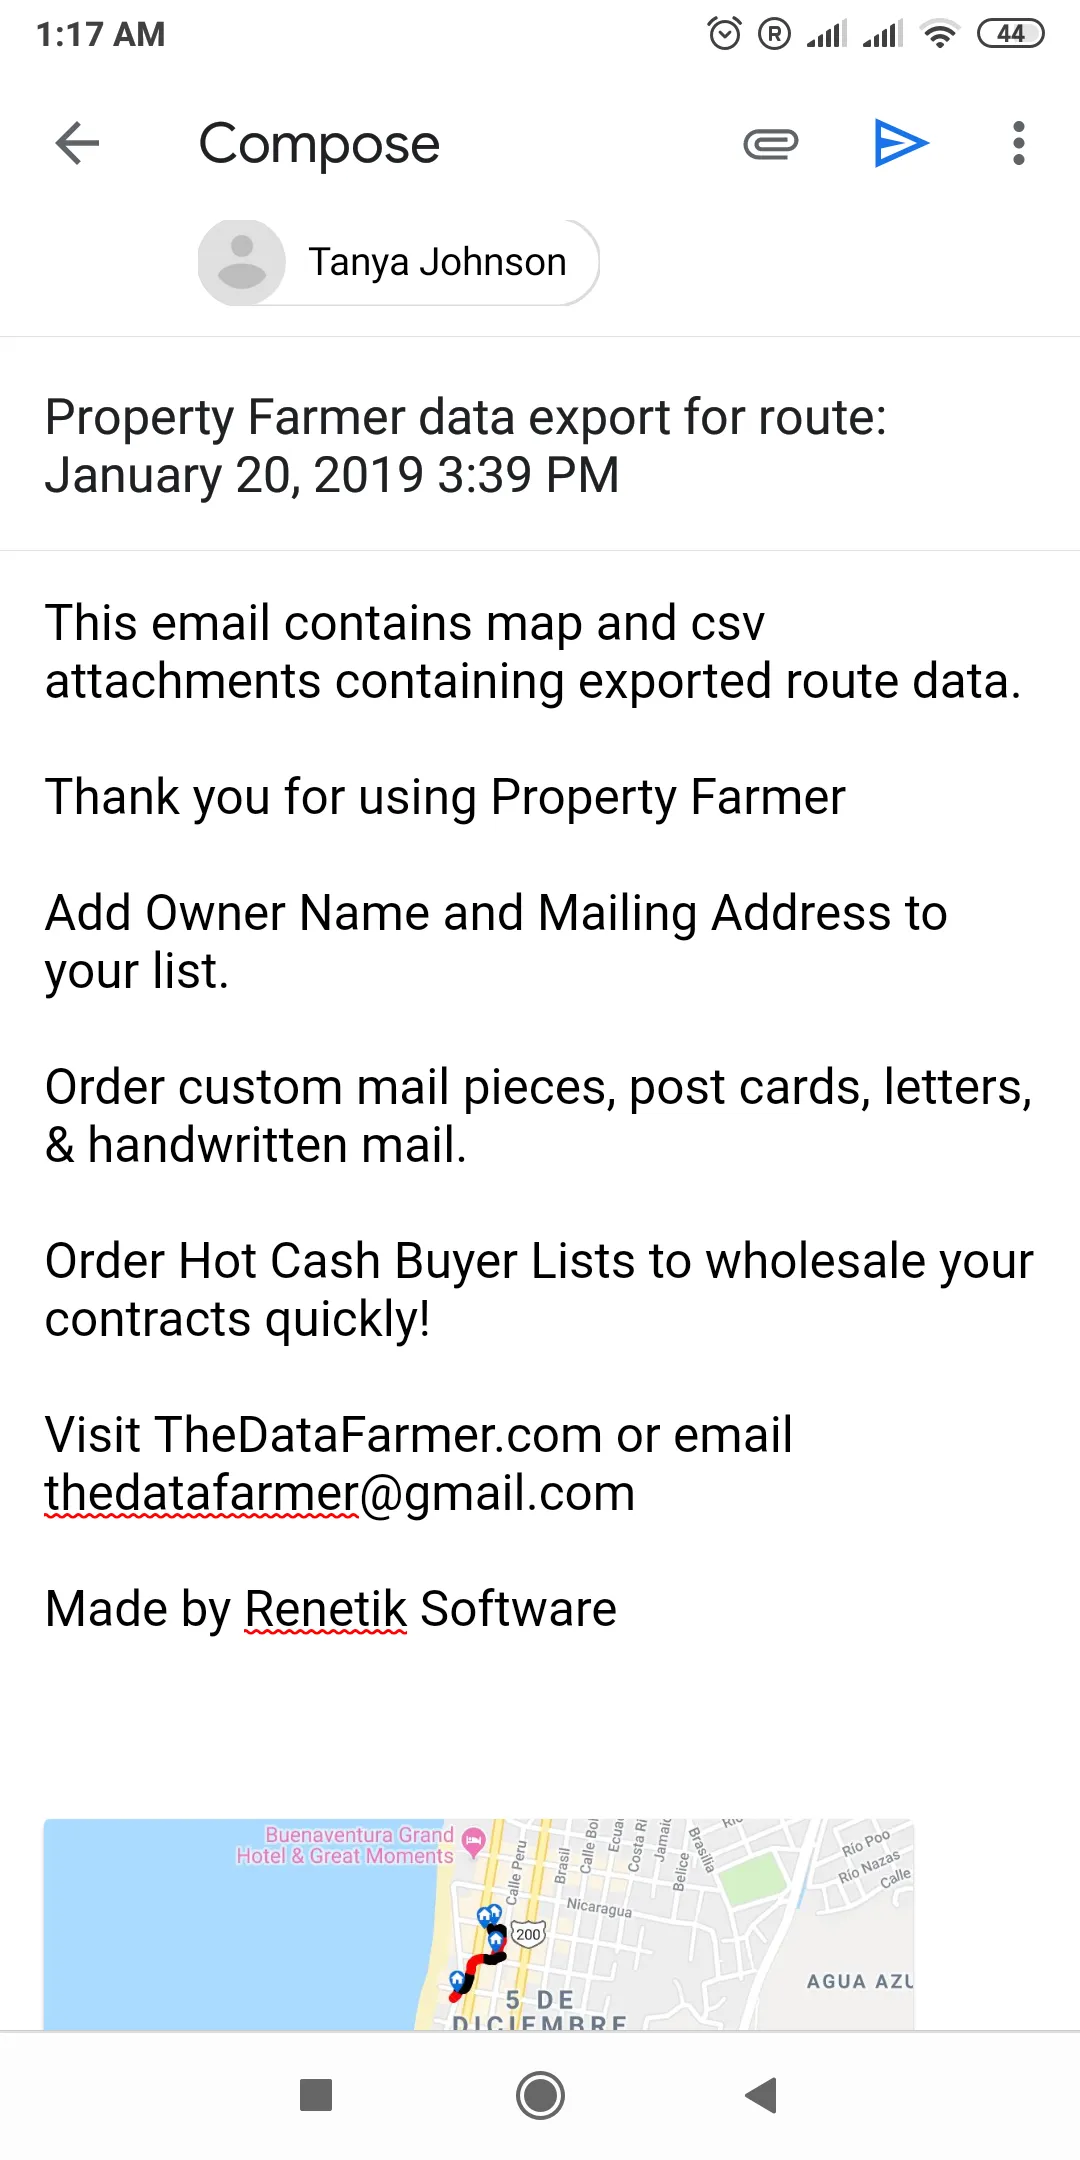 1:17 AM
R
44
Compose
Tanya Johnson
Property Farmer data export for route:
January 20, 2019 3:39 PM
This email contains map and csv
attachments containing exported route data.
Thank you for using Property Farmer
Add Owner Name and Mailing Address to
your list.
Order custom mail pieces, post cards, letters,
& handwritten mail.
Order Hot Cash Buyer Lists to wholesale your
contracts quickly!
Visit TheDataFarmer.com or email
thedatafarmer@gmail.com
Made by Renetik Software
Buenaventura Grand
Hotel & Great Moments
Calle Peru
Brasil
Calle Bol
Ecua
Costa Ri
Jamaic
Belice
Brasilia
Río Poo
Río Nazas
Calle
Nicaragua
200
AGUA AZU
5 DE
DICIEMBRE